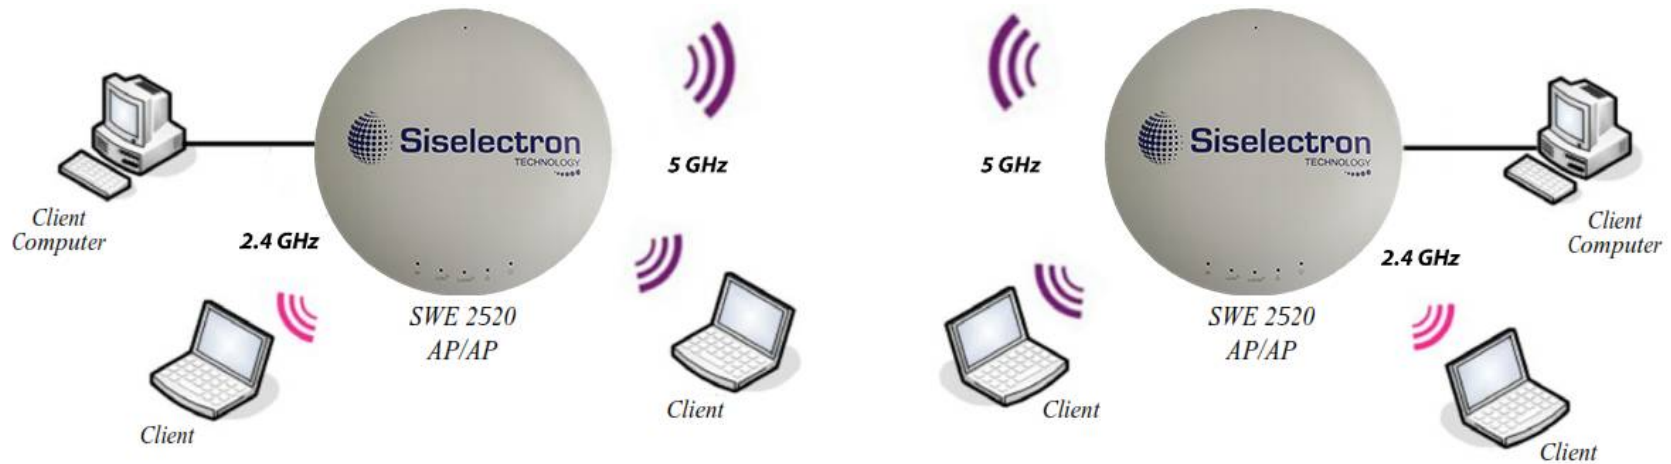 Siselectron
TECHNOLOGY
5 GHz
Client
Computer
2.4 GHz
SWE 2520
AP/AP
Client
Client
Siselectron
TECHNOLOGY
5 GHz
Client
Computer
2.4 GHz
SWE 2520
AP/AP
Client
Client